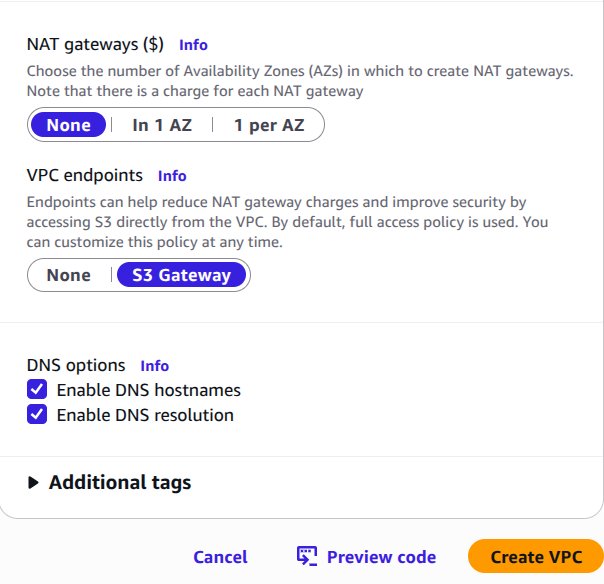 NAT gateways ($) Info
Choose the number of Availability Zones (AZs) in which to create NAT gateways.
Note that there is a charge for each NAT gateway
None In 1 AZ 1 per AZ
VPC endpoints Info
Endpoints can help reduce NAT gateway charges and improve security by
accessing S3 directly from the VPC. By default, full access policy is used. You
can customize this policy at any time.
None S3 Gateway
DNS options Info
Enable DNS hostnames
Enable DNS resolution
Additional tags
Cancel Preview code Create VPC